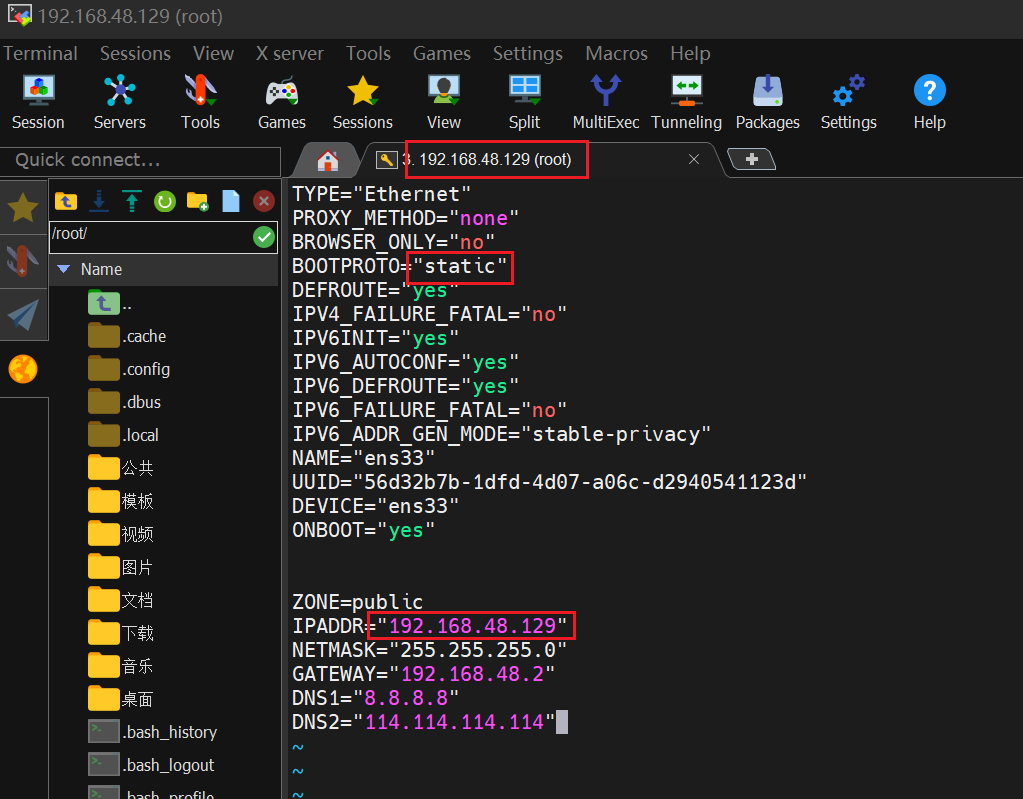 192.168.48.129 (root)
Terminal Sessions View X server Tools Games Settings Macros Help
Session Servers Tools Games Sessions View Split MultiExec Tunneling Packages Settings Help
Quick connect...
3. 192.168.48.129 (root)
/root/
Name
..
.cache
.config
.dbus
.local
公共
模板
视频
图片
文档
下载
音乐
桌面
.bash_history
.bash_logout
.bash_profile
TYPE="Ethernet"
PROXY_METHOD="none"
BROWSER_ONLY="no"
BOOTPROTO="static"
DEFROUTE="yes"
IPV4_FAILURE_FATAL="no"
IPV6INIT="yes"
IPV6_AUTOCONF="yes"
IPV6_DEFROUTE="yes"
IPV6_FAILURE_FATAL="no"
IPV6_ADDR_GEN_MODE="stable-privacy"
NAME="ens33"
UUID="56d32b7b-1dfd-4d07-a06c-d2940541123d"
DEVICE="ens33"
ONBOOT="yes"
ZONE=public
IPADDR="192.168.48.129"
NETMASK="255.255.255.0"
GATEWAY="192.168.48.2"
DNS1="8.8.8.8"
DNS2="114.114.114.114"
~
~
~